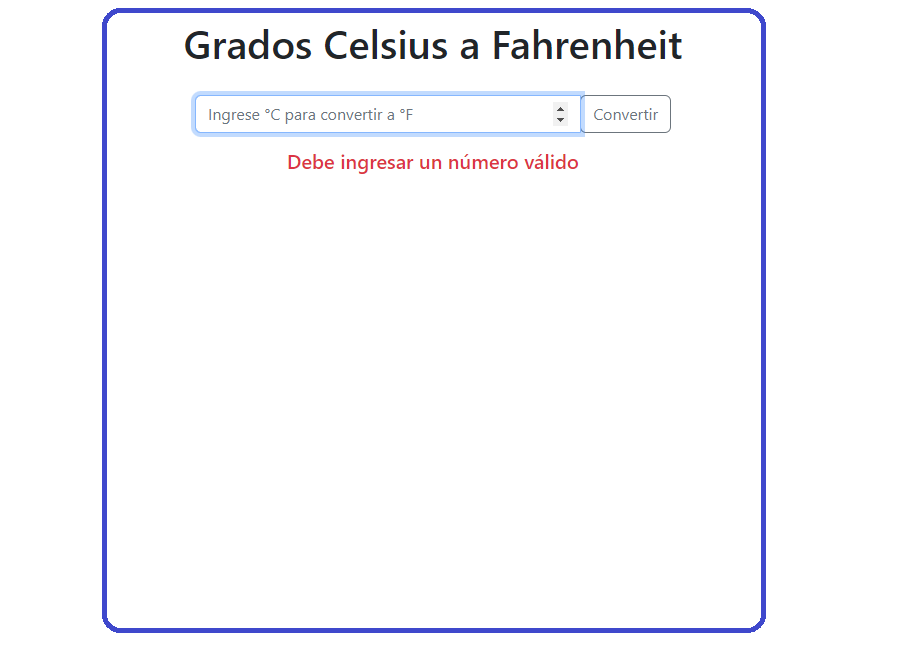 Grados Celsius a Fahrenheit
Ingrese °C para convertir a °F
Convertir
Debe ingresar un número válido